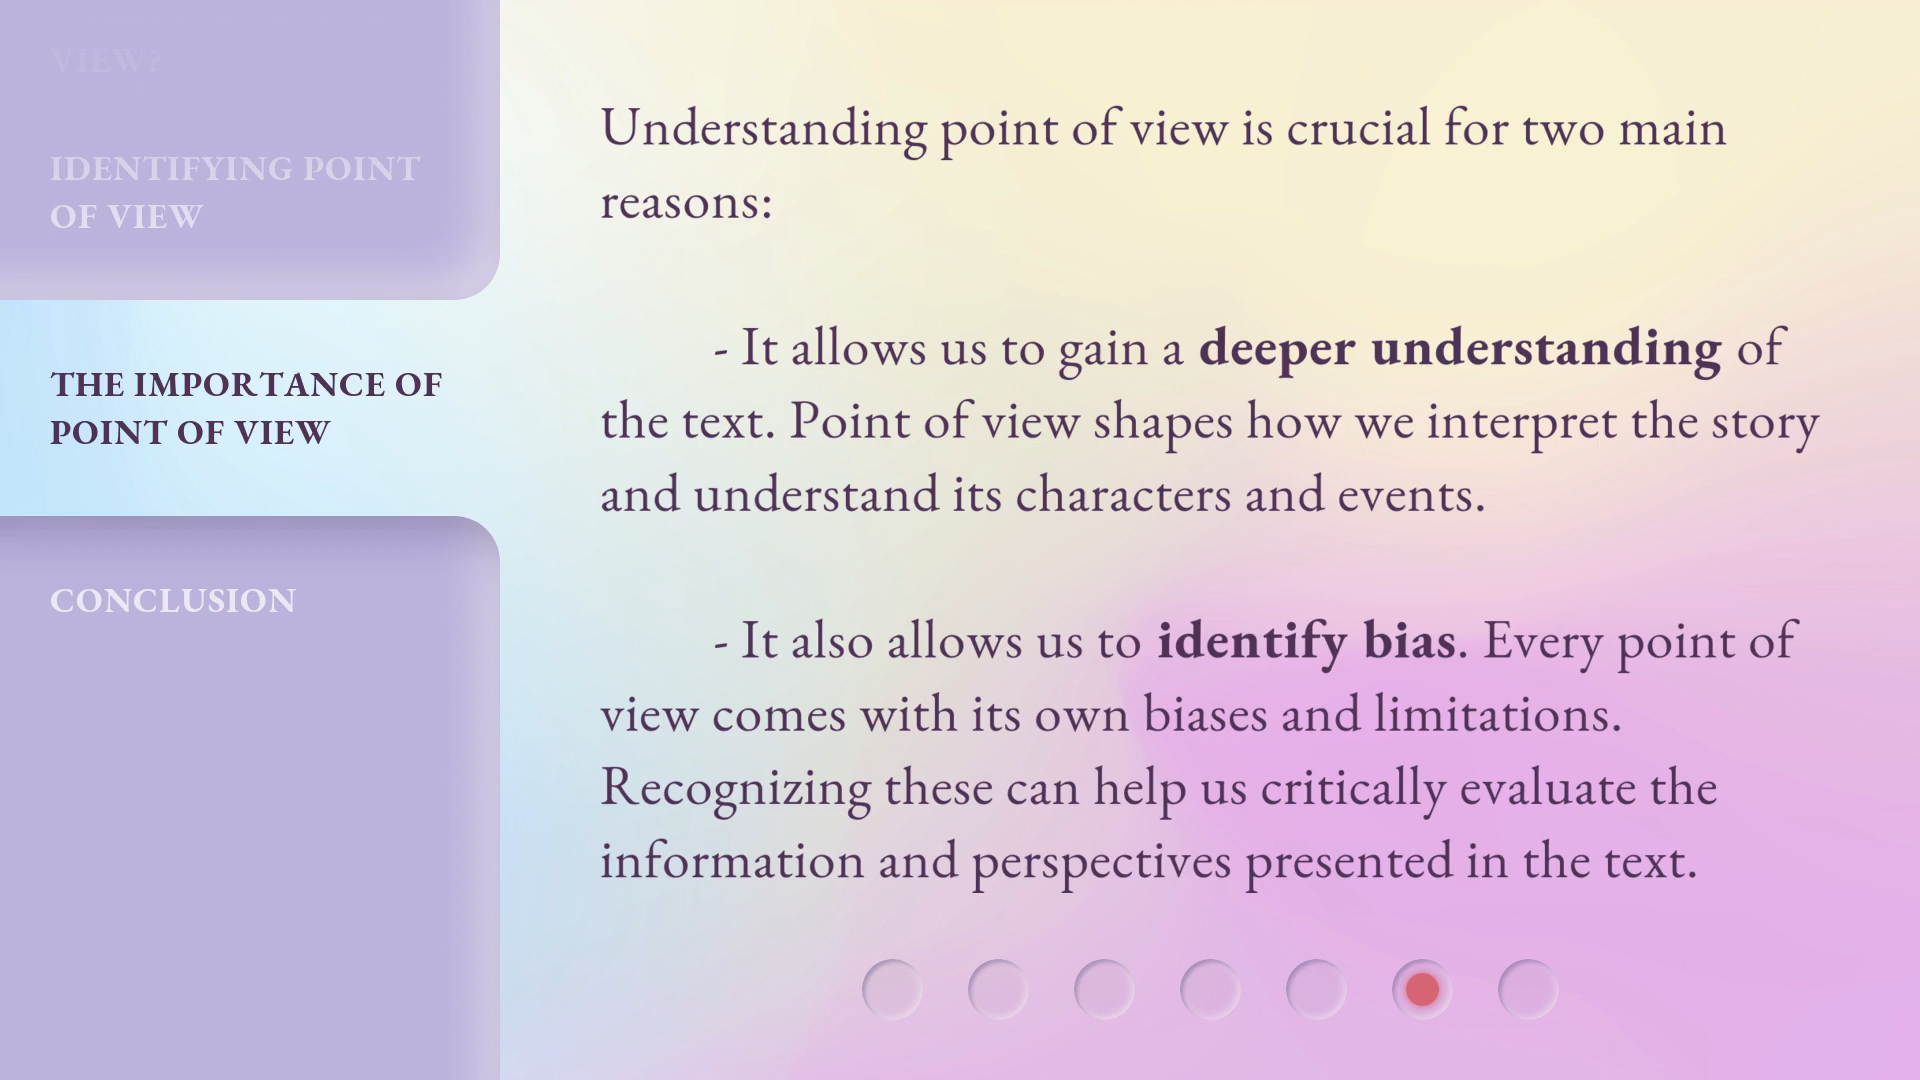 VIEW?
IDENTIFYING POINT
OF VIEW
THE IMPORTANCE OF
POINT OF VIEW
CONCLUSION
Understanding point of view is crucial for two main
reasons:
- It allows us to gain a deeper understanding of
the text. Point of view shapes how we interpret the story
and understand its characters and events.
- It also allows us to identify bias. Every point of
view comes with its own biases and limitations.
Recognizing these can help us critically evaluate the
information and perspectives presented in the text.